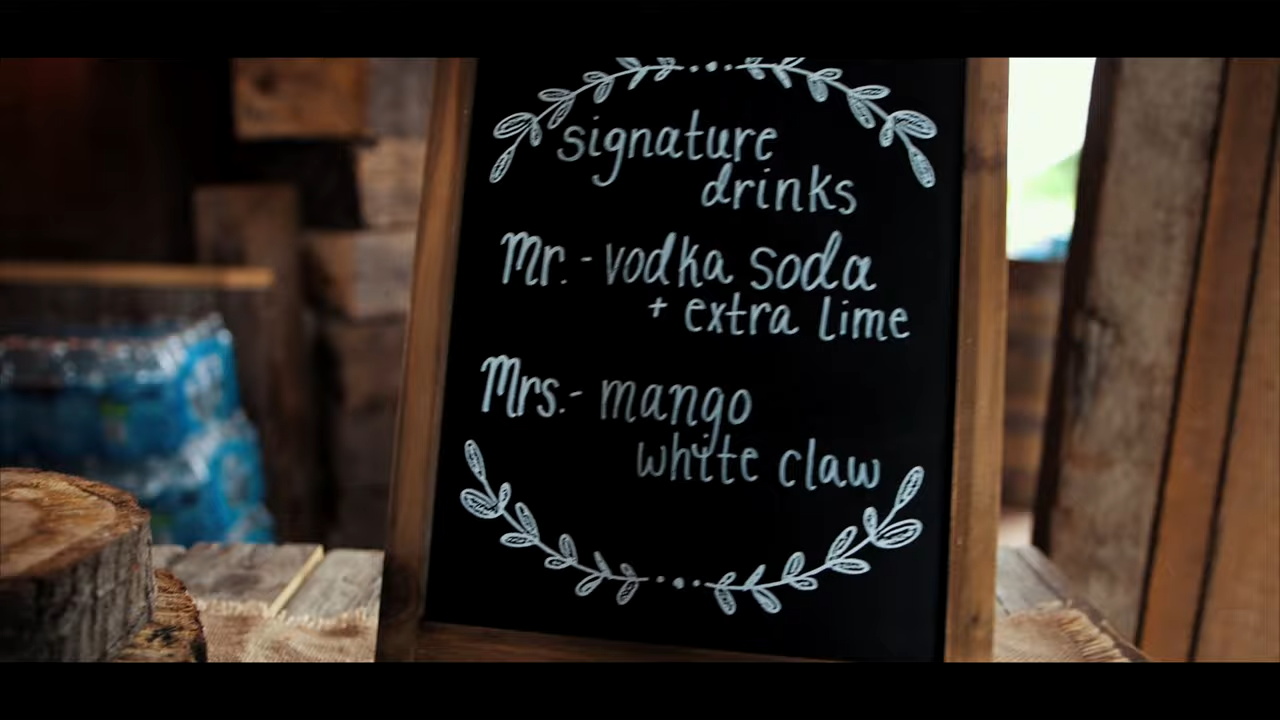 signature
drinks
Mr. - vodka soda
+ extra lime
Mrs. - mango
white claw